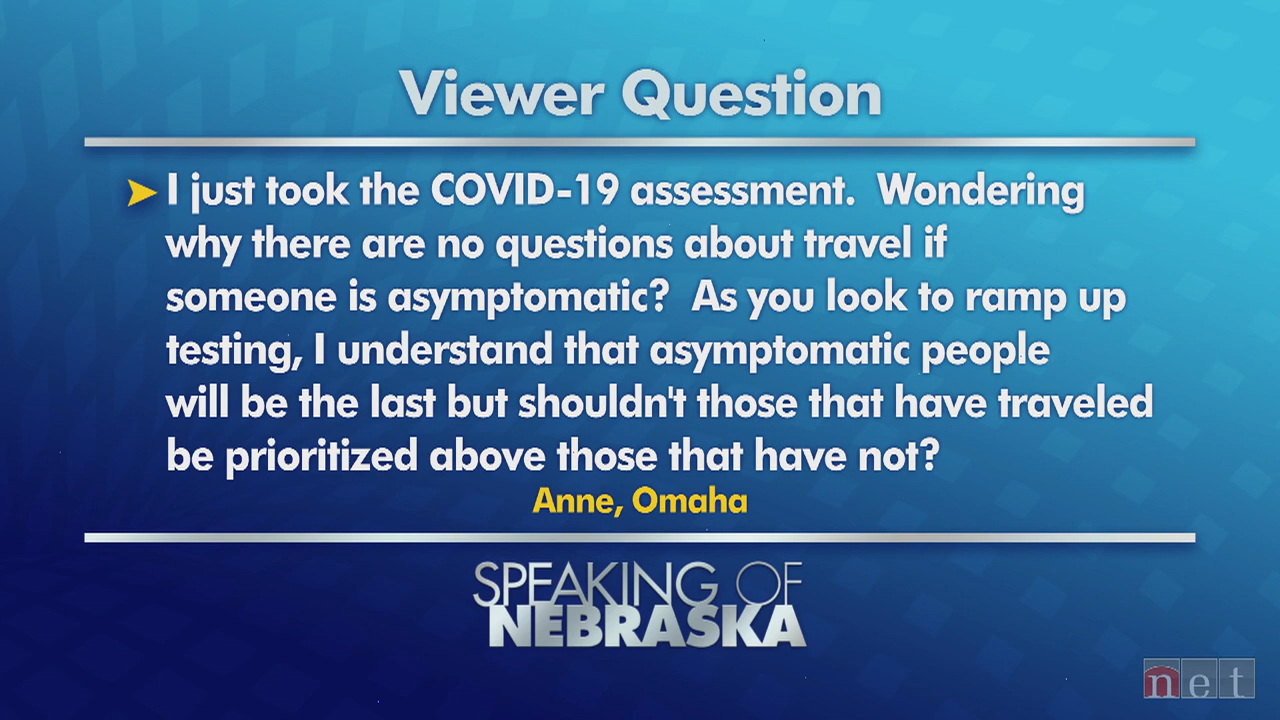 Viewer Question
➤ I just took the COVID-19 assessment.  Wondering
why there are no questions about travel if
someone is asymptomatic?  As you look to ramp up
testing, I understand that asymptomatic people
will be the last but shouldn't those that have traveled
be prioritized above those that have not?
Anne, Omaha
SPEAKING OF
NEBRASKA
net